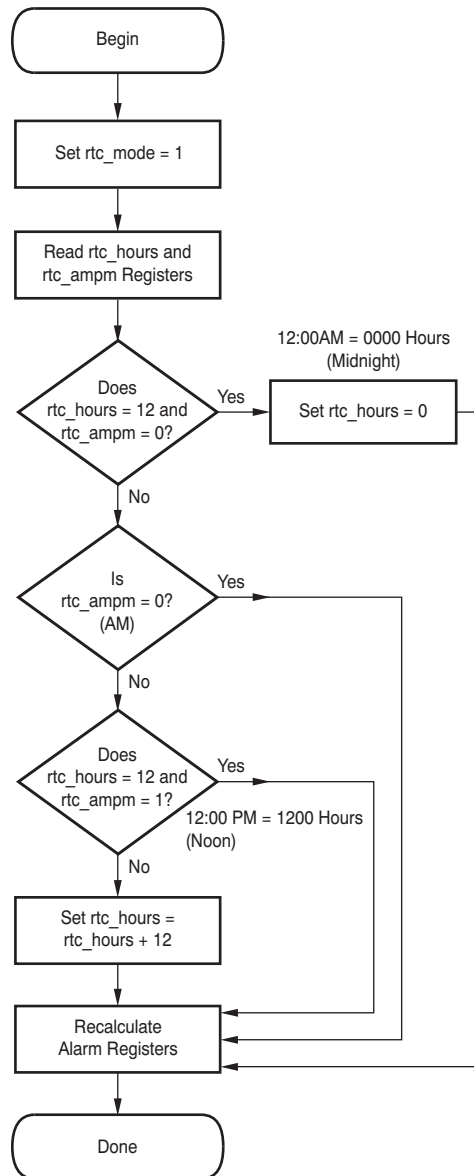 Begin
Set rtc_mode = 1
Read rtc_hours and
rtc_ampm Registers
12:00AM = 0000 Hours
(Midnight)
Does
rtc_hours = 12 and
rtc_ampm = 0?
Yes
Set rtc_hours = 0
No
Is
rtc_ampm = 0?
(AM)
Yes
No
Does
rtc_hours = 12 and
rtc_ampm = 1?
Yes
12:00 PM = 1200 Hours
(Noon)
No
Set rtc_hours =
rtc_hours + 12
Recalculate
Alarm Registers
Done